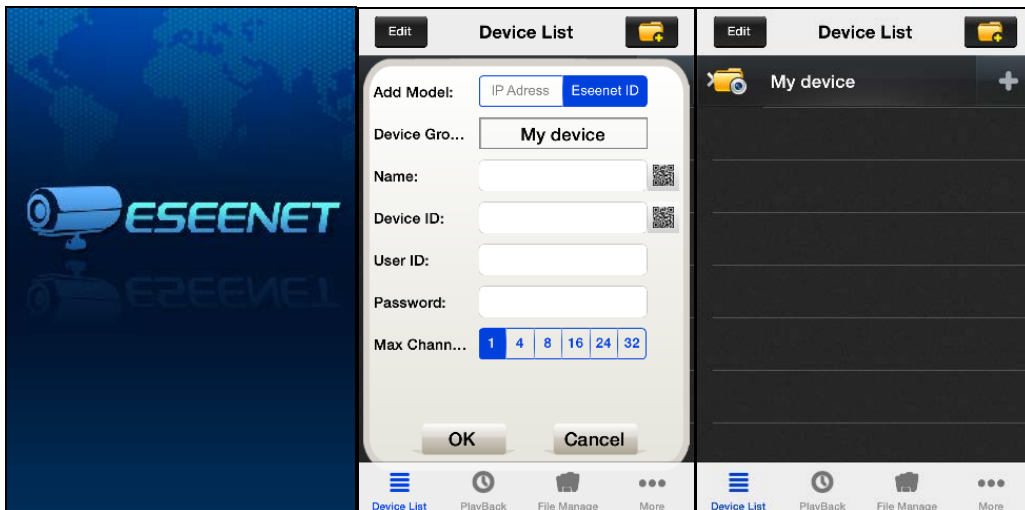 ESEENET
Edit Device List
Add Model: IP Adress Eseenet ID
Device Gro... My device
Name:
Device ID:
User ID:
Password:
Max Chann... 1 4 8 16 24 32
OK Cancel
Device List PlayBack File Manage More
Edit Device List
My device
Device List PlayBack File Manage More